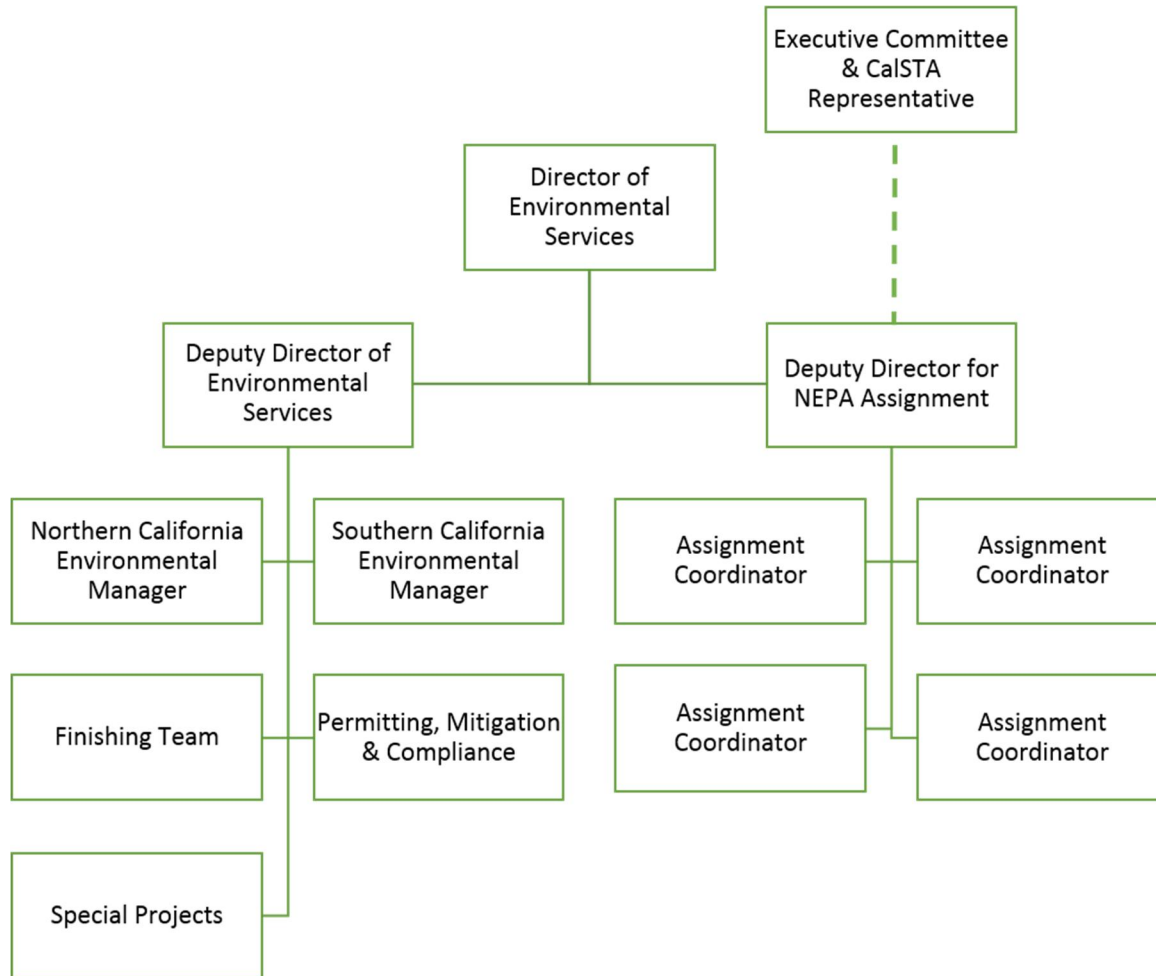 Executive Committee
& CalSTA
Representative
Director of
Environmental
Services
Deputy Director of
Environmental
Services
Deputy Director for
NEPA Assignment
Northern California
Environmental
Manager
Southern California
Environmental
Manager
Assignment
Coordinator
Assignment
Coordinator
Finishing Team
Permitting, Mitigation
& Compliance
Assignment
Coordinator
Assignment
Coordinator
Special Projects